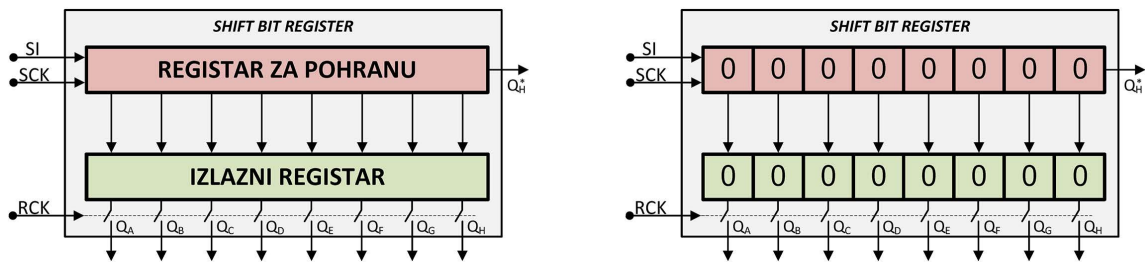 SHIFT BIT REGISTER
SI
REGISTAR ZA POHRANU
SCK
Q*H
IZLAZNI REGISTAR
RCK
QA QB QC QD QE QF QG QH
SHIFT BIT REGISTER
SI
0 0 0 0 0 0 0 0
SCK
Q*H
0 0 0 0 0 0 0 0
RCK
QA QB QC QD QE QF QG QH